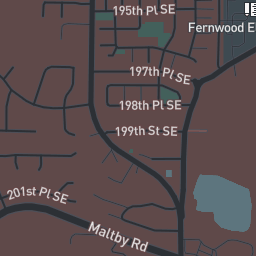 195th Pl SE
Fernwood E
197th Pl SE
198th Pl SE
199th St SE
201st Pl SE
Maltby Rd